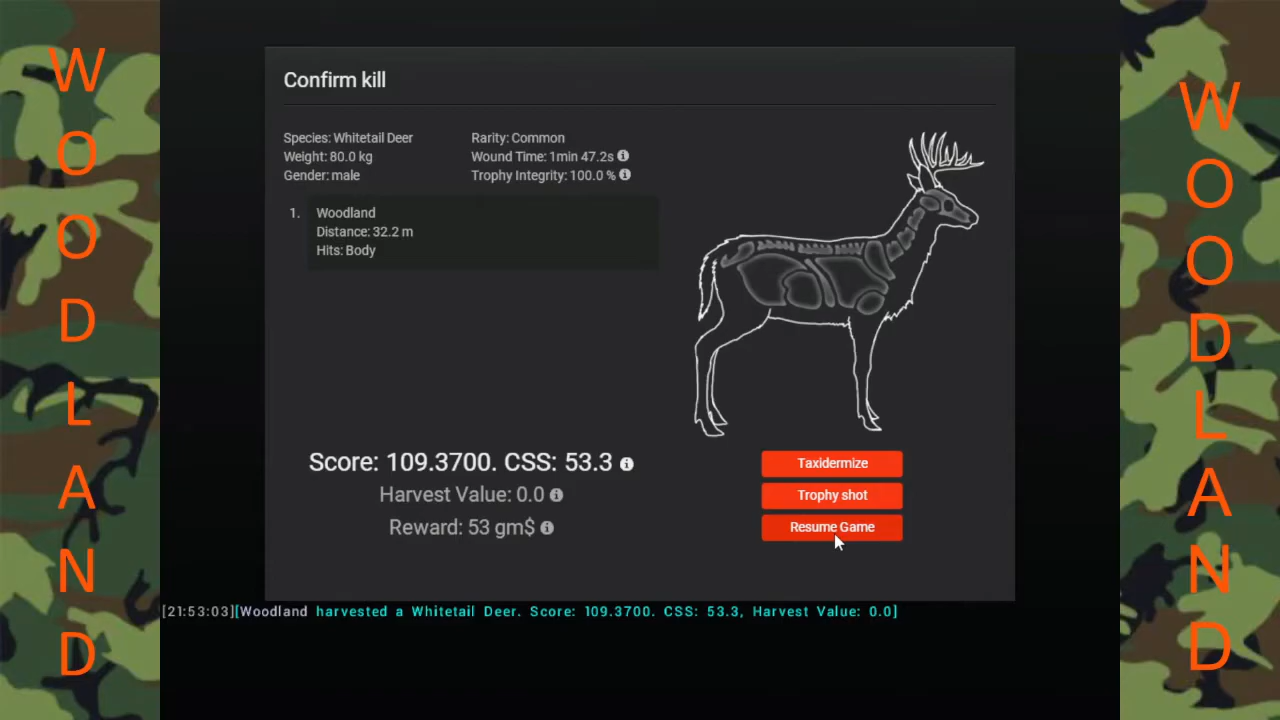 WOODLAND
Confirm kill
Species: Whitetail Deer
Weight: 80.0 kg
Gender: male
Rarity: Common
Wound Time: 1min 47.2s
Trophy Integrity: 100.0 %
1.
Woodland
Distance: 32.2 m
Hits: Body
Score: 109.3700. CSS: 53.3
Harvest Value: 0.0
Reward: 53 gm$
Taxidermize
Trophy shot
Resume Game
[21:53:03][Woodland harvested a Whitetail Deer. Score: 109.3700. CSS: 53.3, Harvest Value: 0.0]
WOODLAND